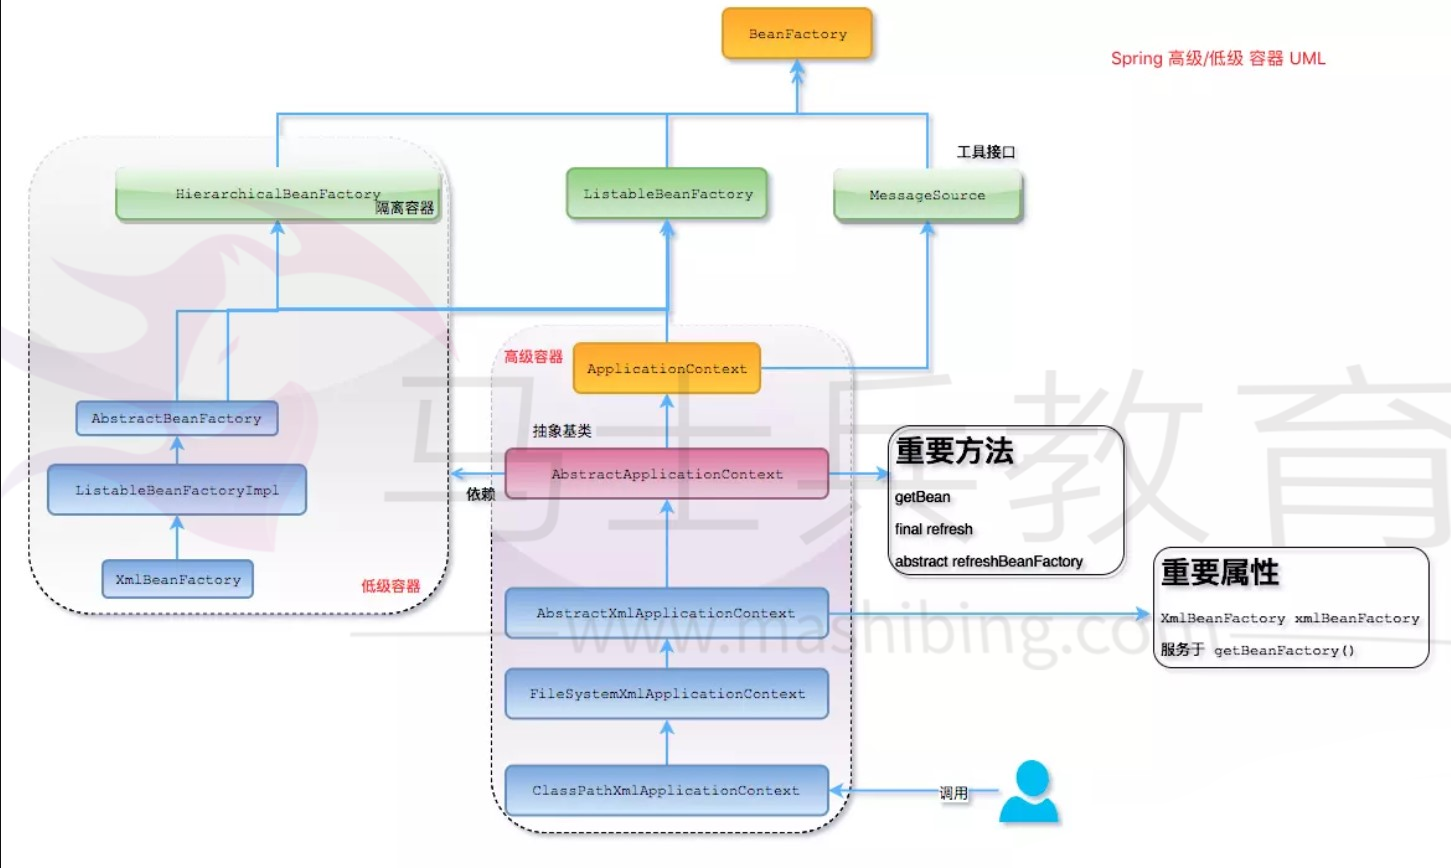 BeanFactory
Spring 高级/低级 容器 UML
工具接口
HierarchicalBeanFactory
隔离容器
ListableBeanFactory
MessageSource
高级容器
ApplicationContext
AbstractBeanFactory
抽象基类
重要方法
AbstractApplicationContext
ListableBeanFactoryImpl
依赖
getBean
final refresh
abstract refreshBeanFactory
XmlBeanFactory
低级容器
重要属性
AbstractXmlApplicationContext
XmlBeanFactory xmlBeanFactory
服务于 getBeanFactory()
FileSystemXmlApplicationContext
ClassPathXmlApplicationContext
调用
马士兵教育
www.mashibing.com